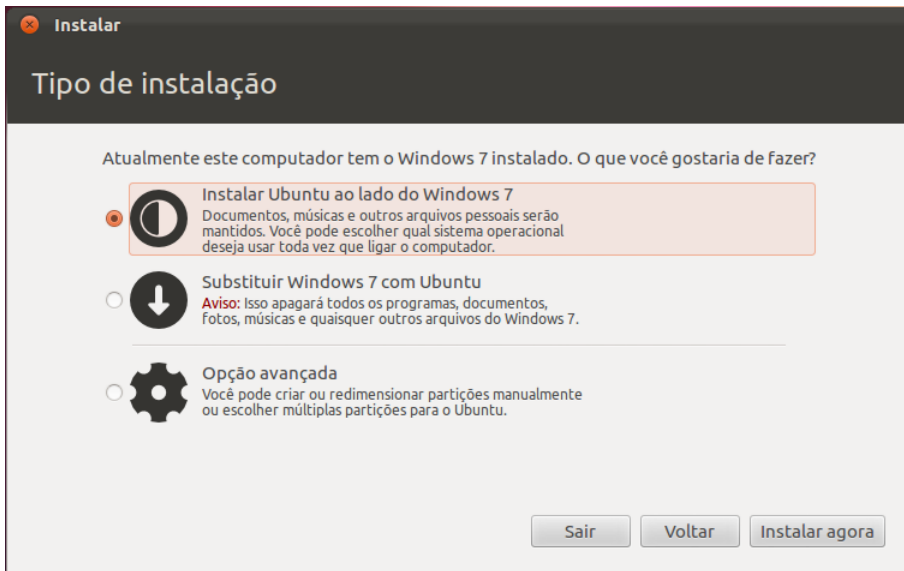 Instalar
Tipo de instalação
Atualmente este computador tem o Windows 7 instalado. O que você gostaria de fazer?
Instalar Ubuntu ao lado do Windows 7
Documentos, músicas e outros arquivos pessoais serão
mantidos. Você pode escolher qual sistema operacional
deseja usar toda vez que ligar o computador.
Substituir Windows 7 com Ubuntu
Aviso: Isso apagará todos os programas, documentos,
fotos, músicas e quaisquer outros arquivos do Windows 7.
Opção avançada
Você pode criar ou redimensionar partições manualmente
ou escolher múltiplas partições para o Ubuntu.
Sair
Voltar
Instalar agora